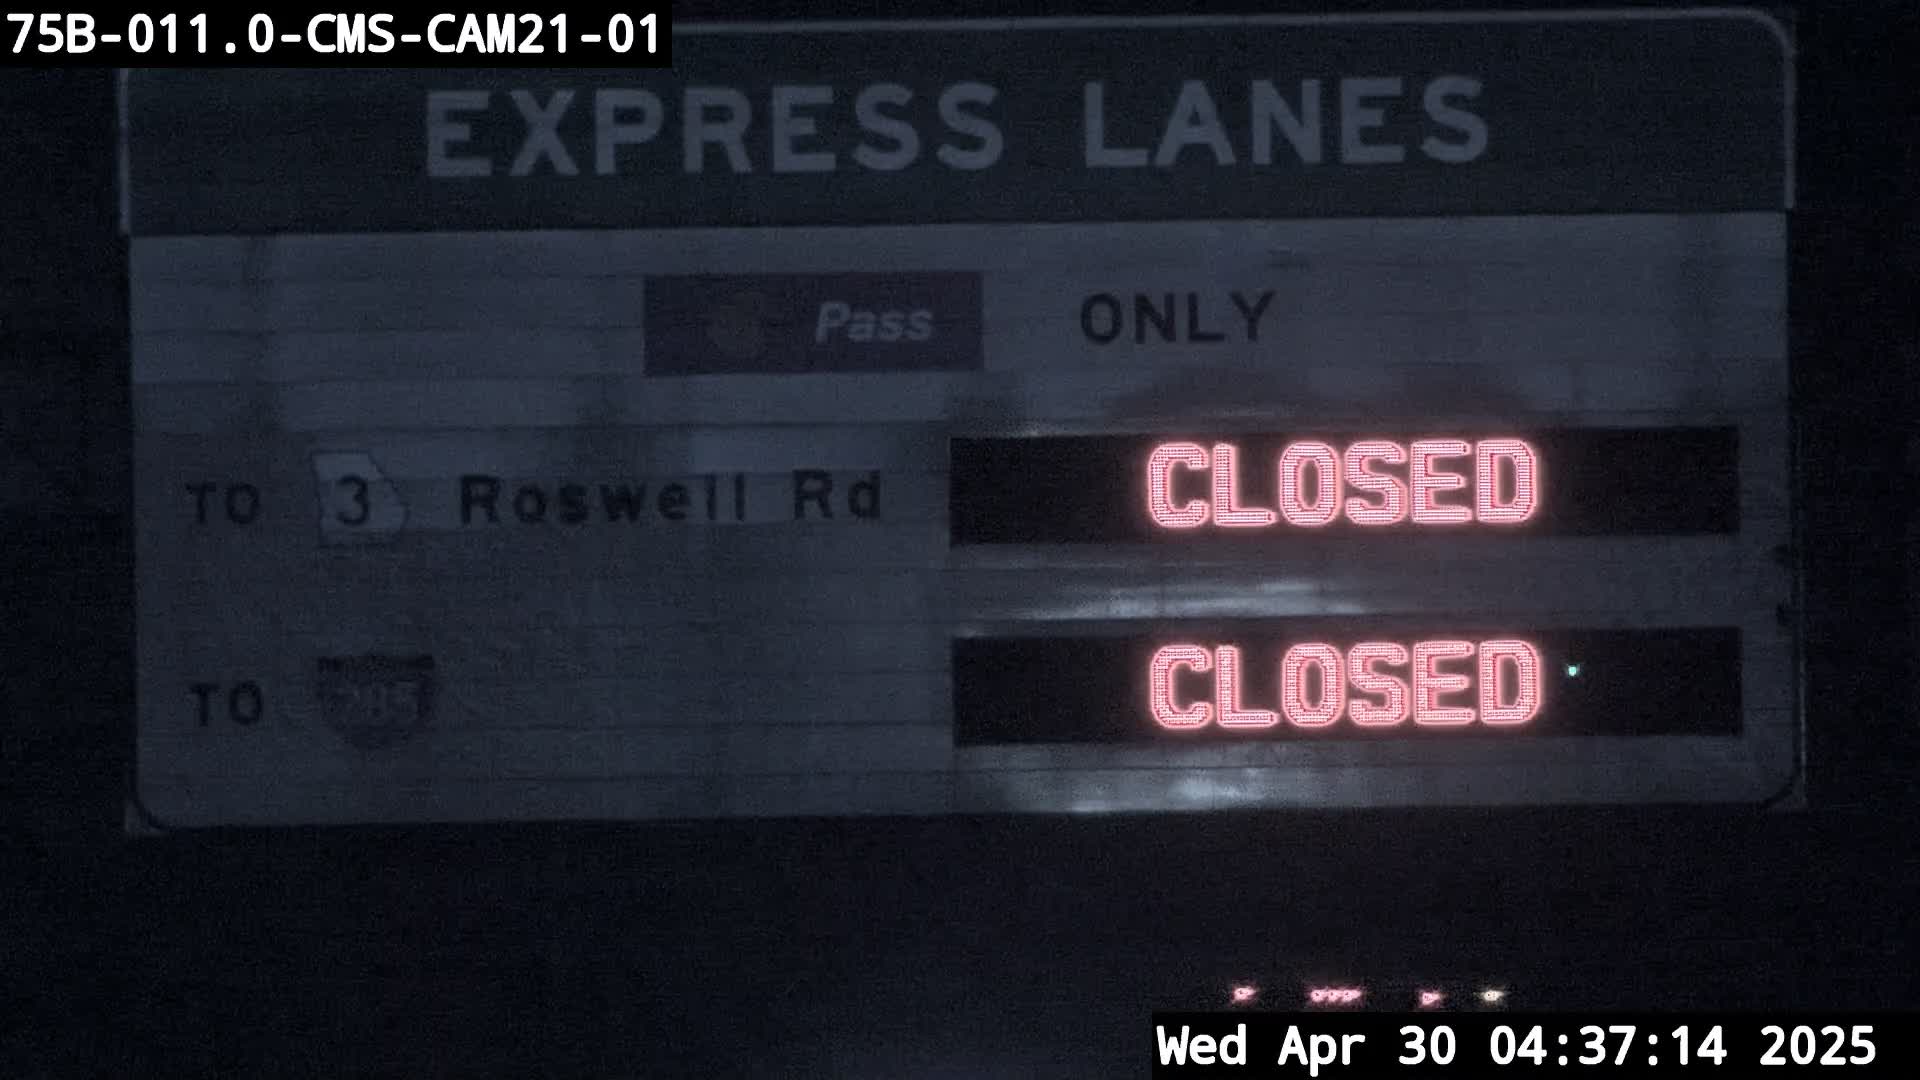 75B-011.0-CMS-CAM21-01
EXPRESS LANES
Pass ONLY
TO 3 Roswell Rd CLOSED
TO 285 CLOSED
Wed Apr 30 04:37:14 2025